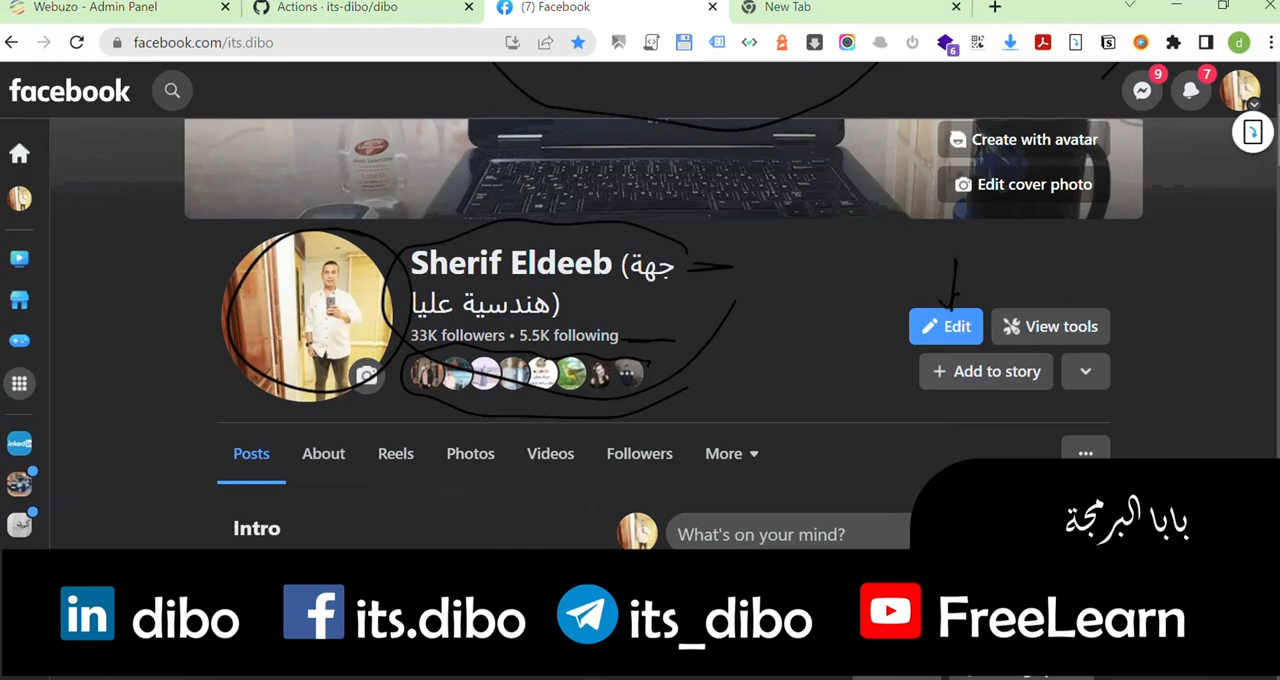 Webuzo - Admin Panel
Actions · its-dibo/dibo
(7) Facebook
New Tab
facebook.com/its.dibo
6
d
facebook
9
7
Create with avatar
Edit cover photo
Sherif Eldeeb (جهة
هندسية عليا)
33K followers • 5.5K following
Edit
View tools
Add to story
Linkedin
Posts
About
Reels
Photos
Videos
Followers
More
Intro
What's on your mind?
بابا البرمجة
in dibo
f its.dibo
its_dibo
FreeLearn